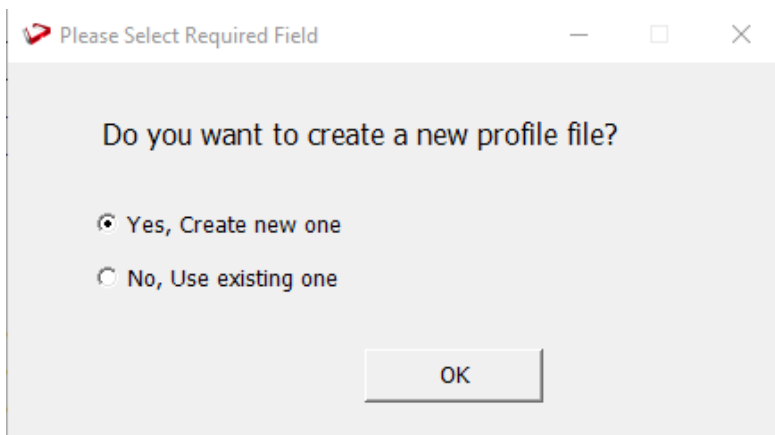 Please Select Required Field
Do you want to create a new profile file?
Yes, Create new one
No, Use existing one
OK